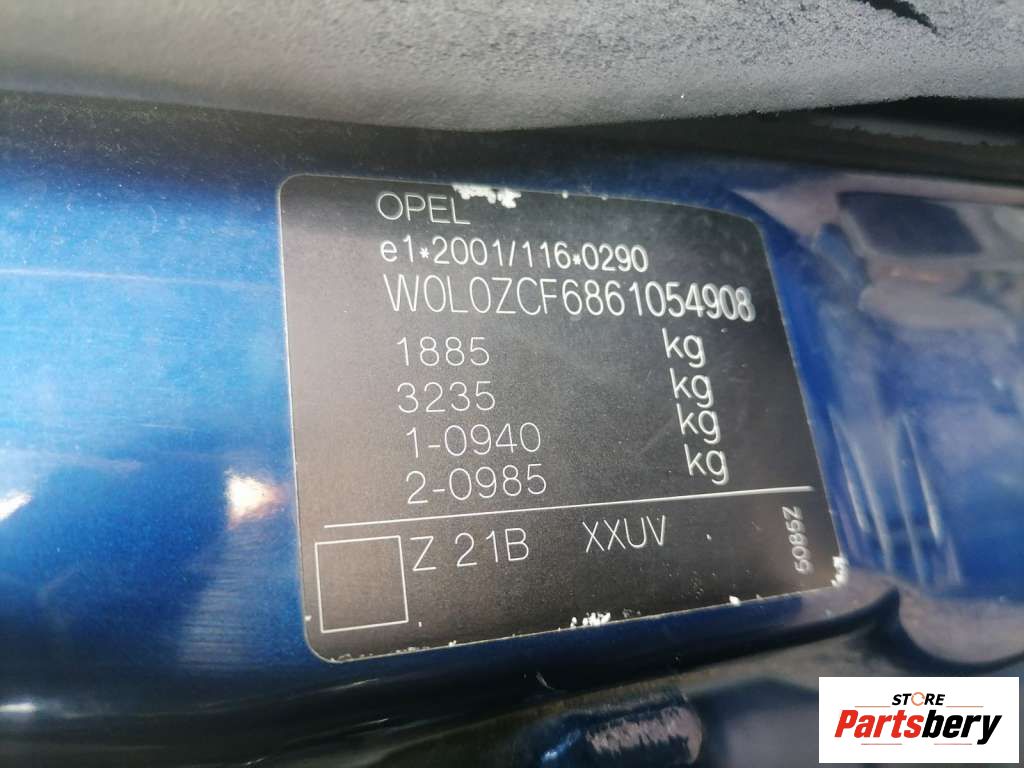 OPEL
e1*2001/116*0290
W0L0ZCF6861054908
1885 kg
3235 kg
1-0940 kg
2-0985 kg
Z 21B XXUV
5085Z
STORE
Partsbery